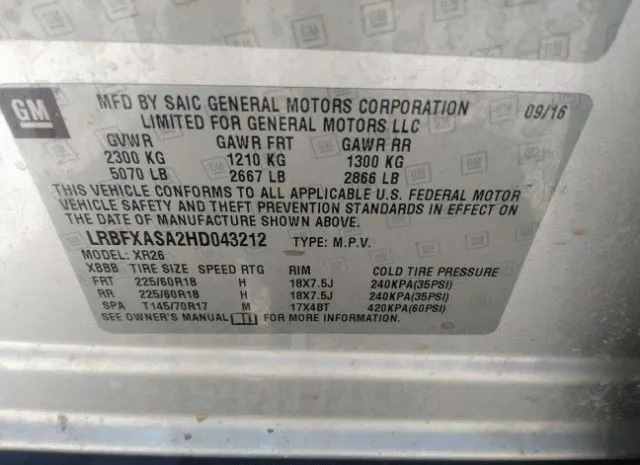 GM
MFD BY SAIC GENERAL MOTORS CORPORATION 09/16
LIMITED FOR GENERAL MOTORS LLC
GVWR GAWR FRT GAWR RR
2300 KG 1210 KG 1300 KG
5070 LB 2667 LB 2866 LB
THIS VEHICLE CONFORMS TO ALL APPLICABLE U.S. FEDERAL MOTOR
VEHICLE SAFETY, BUMPER, AND THEFT PREVENTION STANDARDS IN EFFECT ON
THE DATE OF MANUFACTURE SHOWN ABOVE.
LRBFXASA2HD043212 TYPE: M.P.V.
MODEL: XR26
XBBB TIRE SIZE SPEED RTG RIM COLD TIRE PRESSURE
FRT 225/60R18 H 18X7.5J 240KPA(35PSI)
RR 225/60R18 H 18X7.5J 240KPA(35PSI)
SPA T145/70R17 M 17X4BT 420KPA(60PSI)
SEE OWNER'S MANUAL FOR MORE INFORMATION